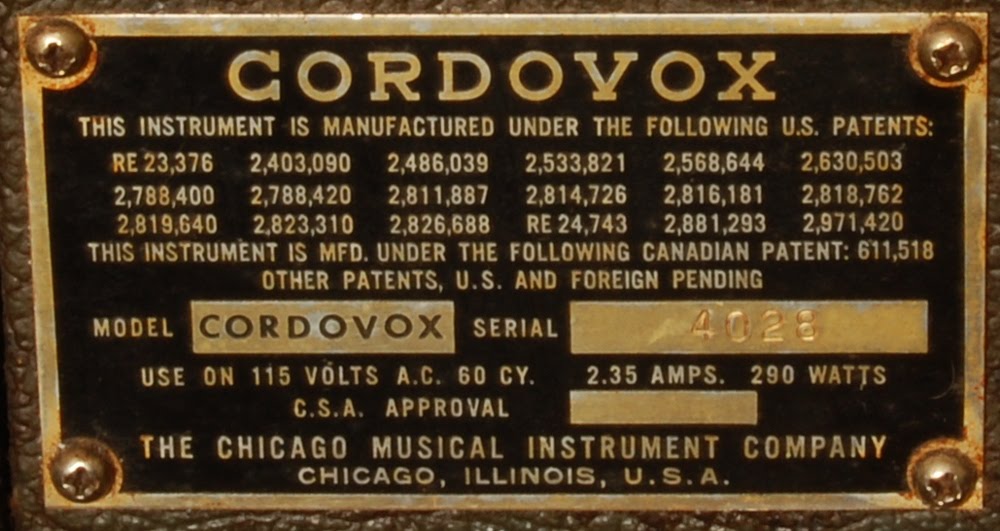 CORDOVOX
THIS INSTRUMENT IS MANUFACTURED UNDER THE FOLLOWING U.S. PATENTS:
RE 23,376 2,403,090 2,486,039 2,533,821 2,568,644 2,630,503
2,788,400 2,788,420 2,811,887 2,814,726 2,816,181 2,818,762
2,819,640 2,823,310 2,826,688 RE 24,743 2,881,293 2,971,420
THIS INSTRUMENT IS MFD. UNDER THE FOLLOWING CANADIAN PATENT: 611,518
OTHER PATENTS, U.S. AND FOREIGN PENDING
MODEL CORDOVOX SERIAL 4028
USE ON 115 VOLTS A.C. 60 CY. 2.35 AMPS. 290 WATTS
C.S.A. APPROVAL
THE CHICAGO MUSICAL INSTRUMENT COMPANY
CHICAGO, ILLINOIS, U.S.A.